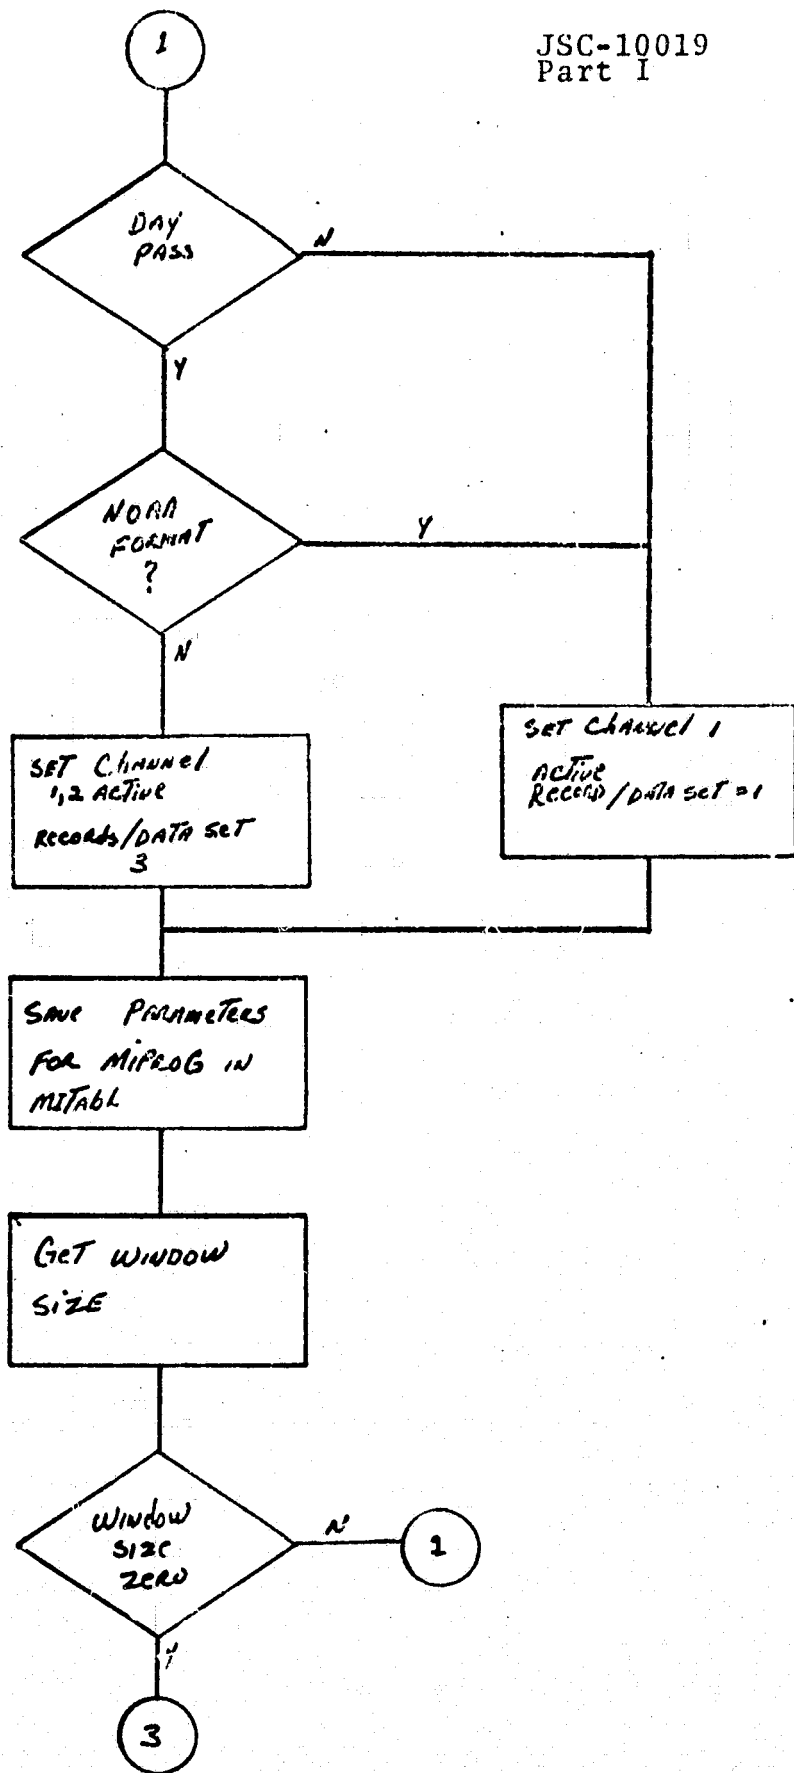 JSC-10019
Part I
1
DAY
PASS
N
Y
NOAA
FORMAT
?
Y
N
SET Channel
1,2 Active
Records/DATA SET
3
SET Channel 1
Active
Record/DATA SET = 1
Save Parameters
FOR MIPROG IN
MITABL
GET WINDOW
SIZE
Window
SIZE
ZERO
N
Y
3